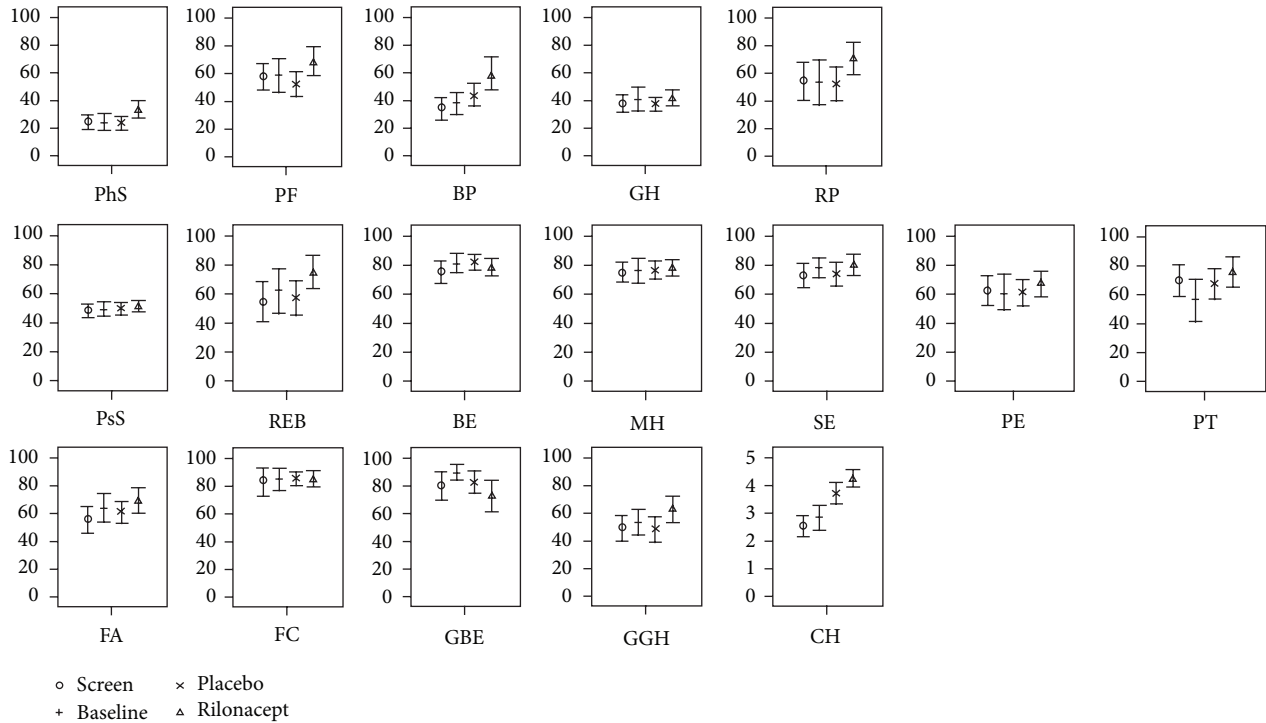 100 100 100 100 100
80 80 80 80 80
60 60 60 60 60
40 40 40 40 40
20 20 20 20 20
0 0 0 0 0
PhS PF BP GH RP
100 100 100 100 100 100 100
80 80 80 80 80 80 80
60 60 60 60 60 60 60
40 40 40 40 40 40 40
20 20 20 20 20 20 20
0 0 0 0 0 0 0
PsS REB BE MH SE PE PT
100 100 100 100 5
80 80 80 80 4
60 60 60 60 3
40 40 40 40 2
20 20 20 20 1
0 0 0 0 0
FA FC GBE GGH CH
Screen Placebo
Baseline Rilonacept